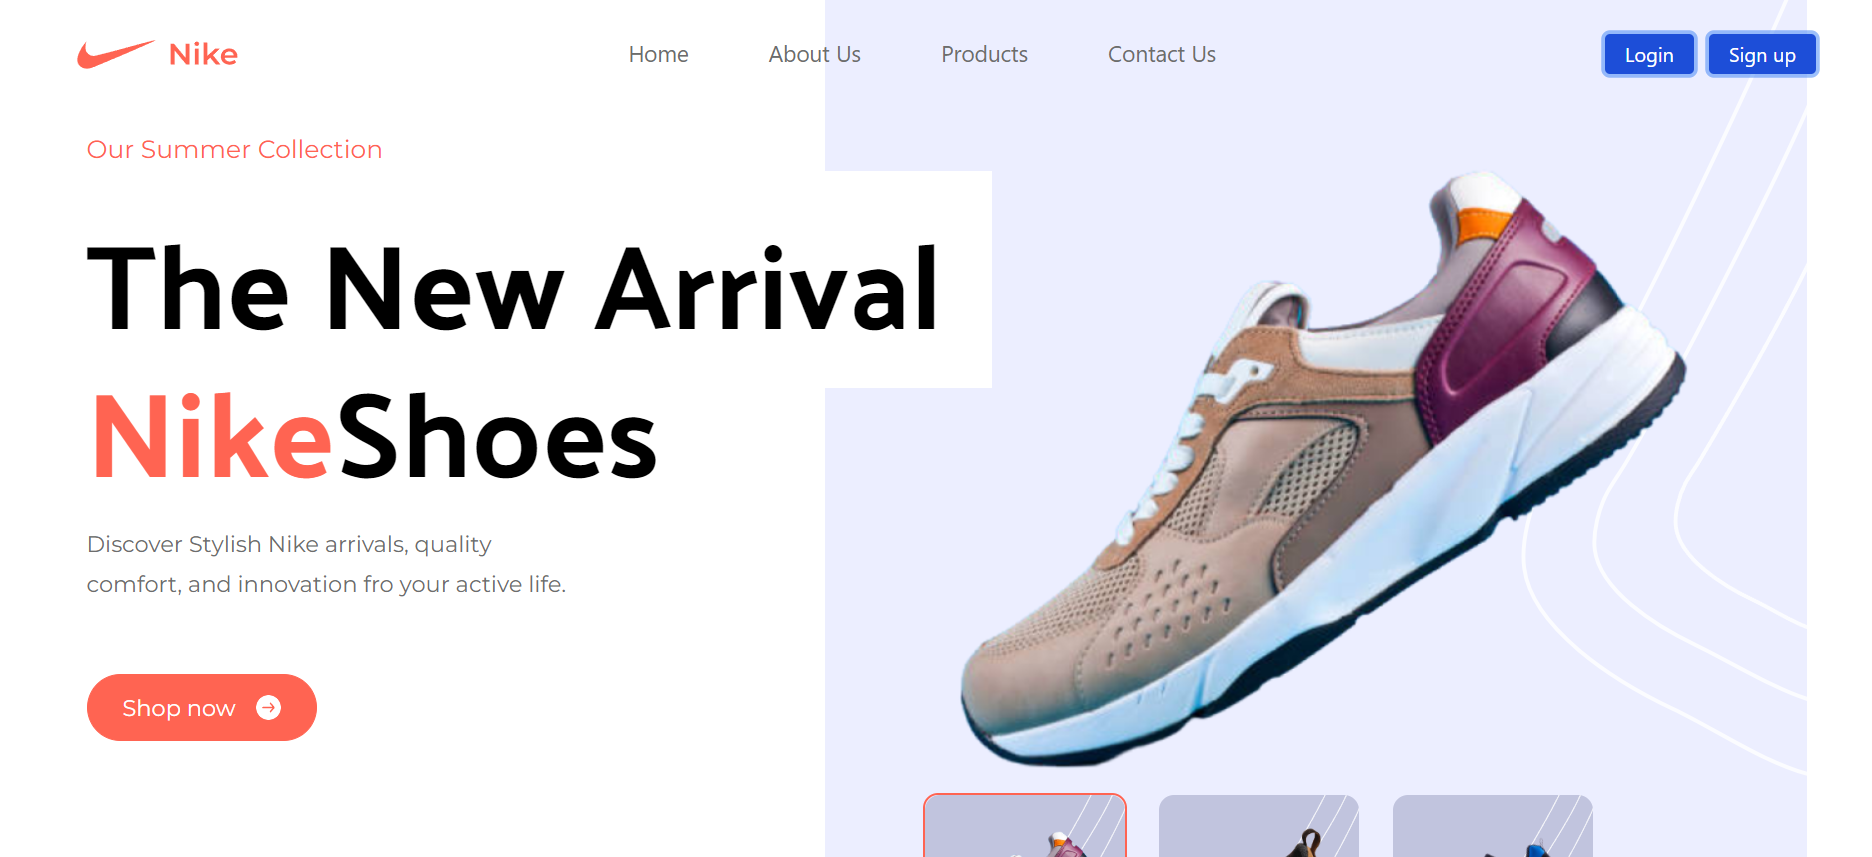 Nike
Home
About Us
Products
Contact Us
Login
Sign up
Our Summer Collection
The New Arrival
NikeShoes
Discover Stylish Nike arrivals, quality
comfort, and innovation fro your active life.
Shop now